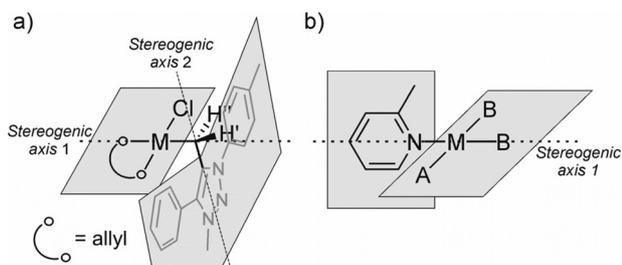 a)
Stereogenic
axis 2
Stereogenic
axis 1
Cl
M
H''
H'
N
N
N
N
= allyl
b)
N
M
B
B
A
Stereogenic
axis 1